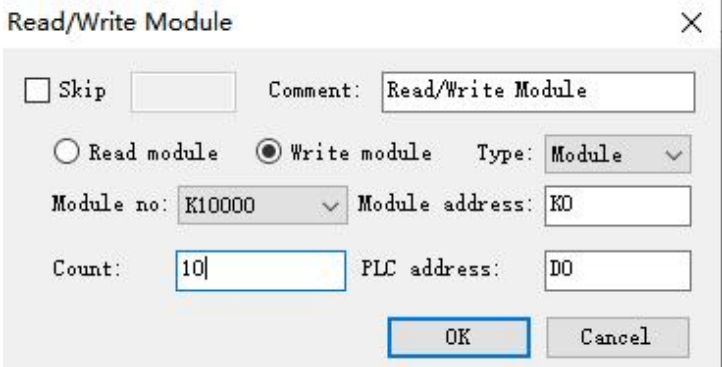 Read/Write Module
Skip Comment: Read/Write Module
Read module Write module Type: Module
Module no: K10000 Module address: K0
Count: 10 PLC address: D0
OK Cancel